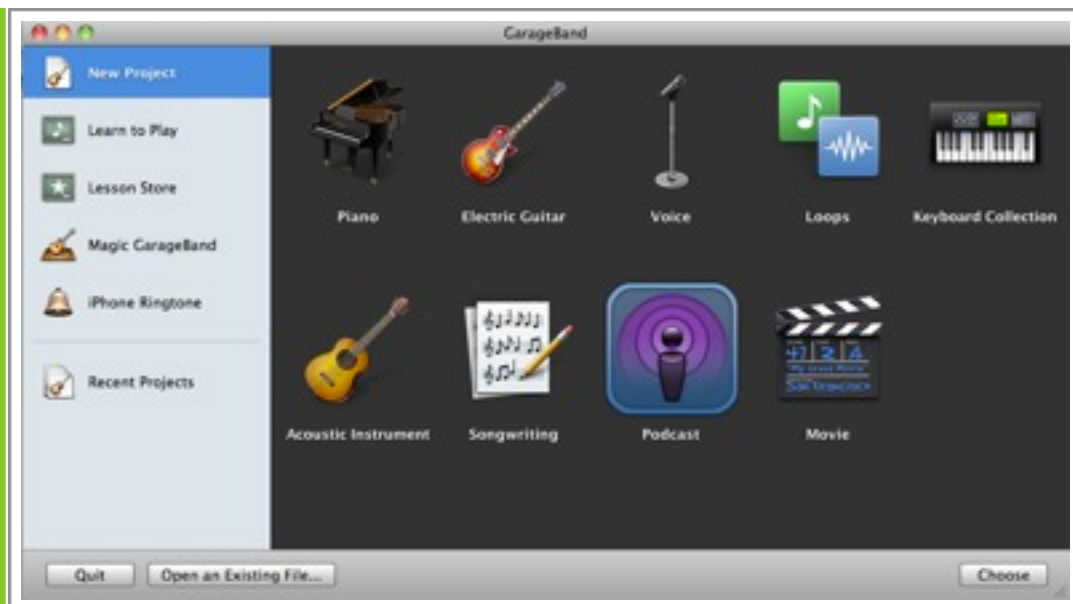 GarageBand
New Project
Learn to Play
Lesson Store
Magic GarageBand
iPhone Ringtone
Recent Projects
Piano
Electric Guitar
Voice
Loops
Keyboard Collection
Acoustic Instrument
Songwriting
Podcast
Movie
Quit
Open an Existing File...
Choose